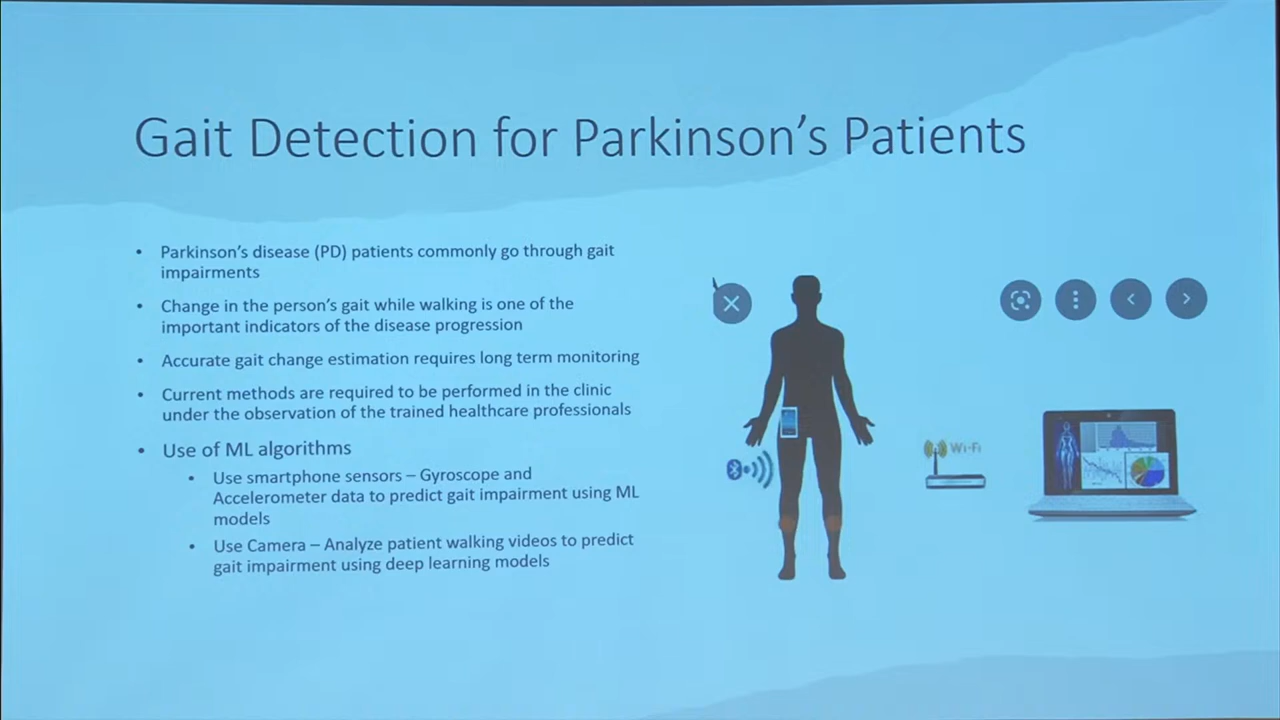 Gait Detection for Parkinson's Patients
• Parkinson's disease (PD) patients commonly go through gait
impairments
• Change in the person's gait while walking is one of the
important indicators of the disease progression
• Accurate gait change estimation requires long term monitoring
• Current methods are required to be performed in the clinic
under the observation of the trained healthcare professionals
• Use of ML algorithms
• Use smartphone sensors – Gyroscope and
Accelerometer data to predict gait impairment using ML
models
• Use Camera – Analyze patient walking videos to predict
gait impairment using deep learning models
Wi-Fi